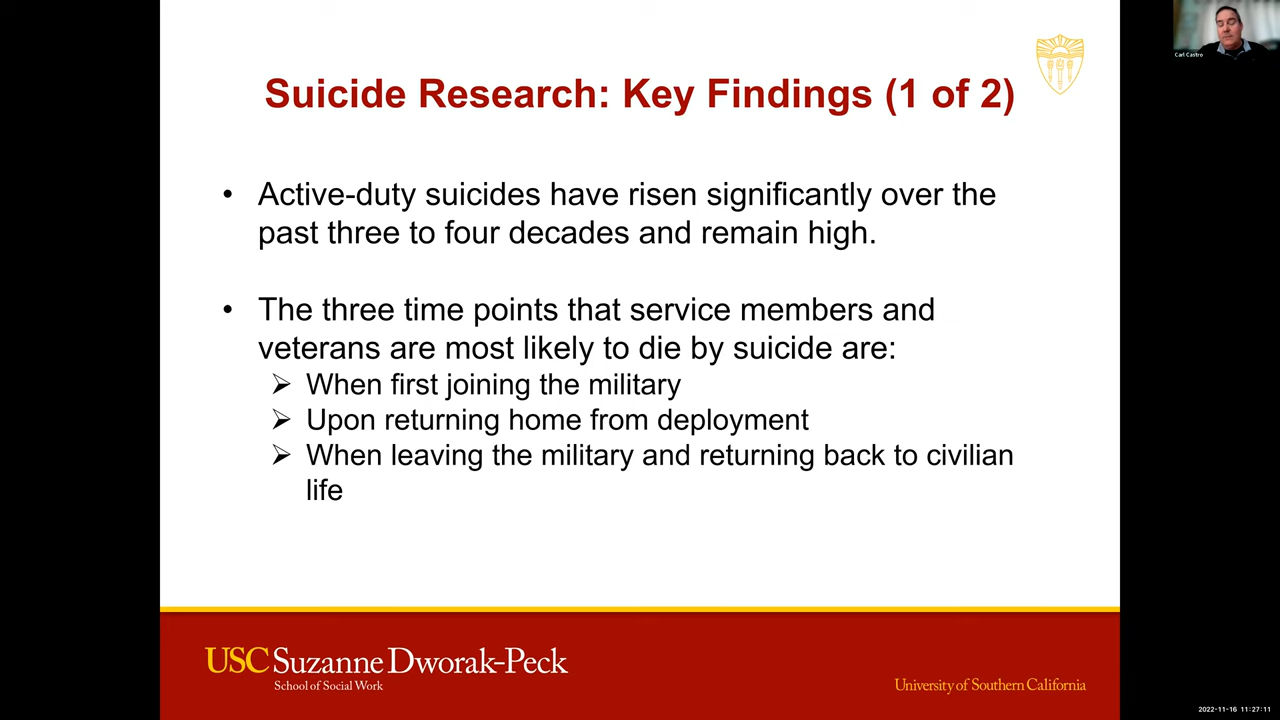 Carl Castro
Suicide Research: Key Findings (1 of 2)
• Active-duty suicides have risen significantly over the
past three to four decades and remain high.
• The three time points that service members and
veterans are most likely to die by suicide are:
➢ When first joining the military
➢ Upon returning home from deployment
➢ When leaving the military and returning back to civilian
life
USC Suzanne Dworak-Peck
School of Social Work
University of Southern California
2022-11-16 11:27:11